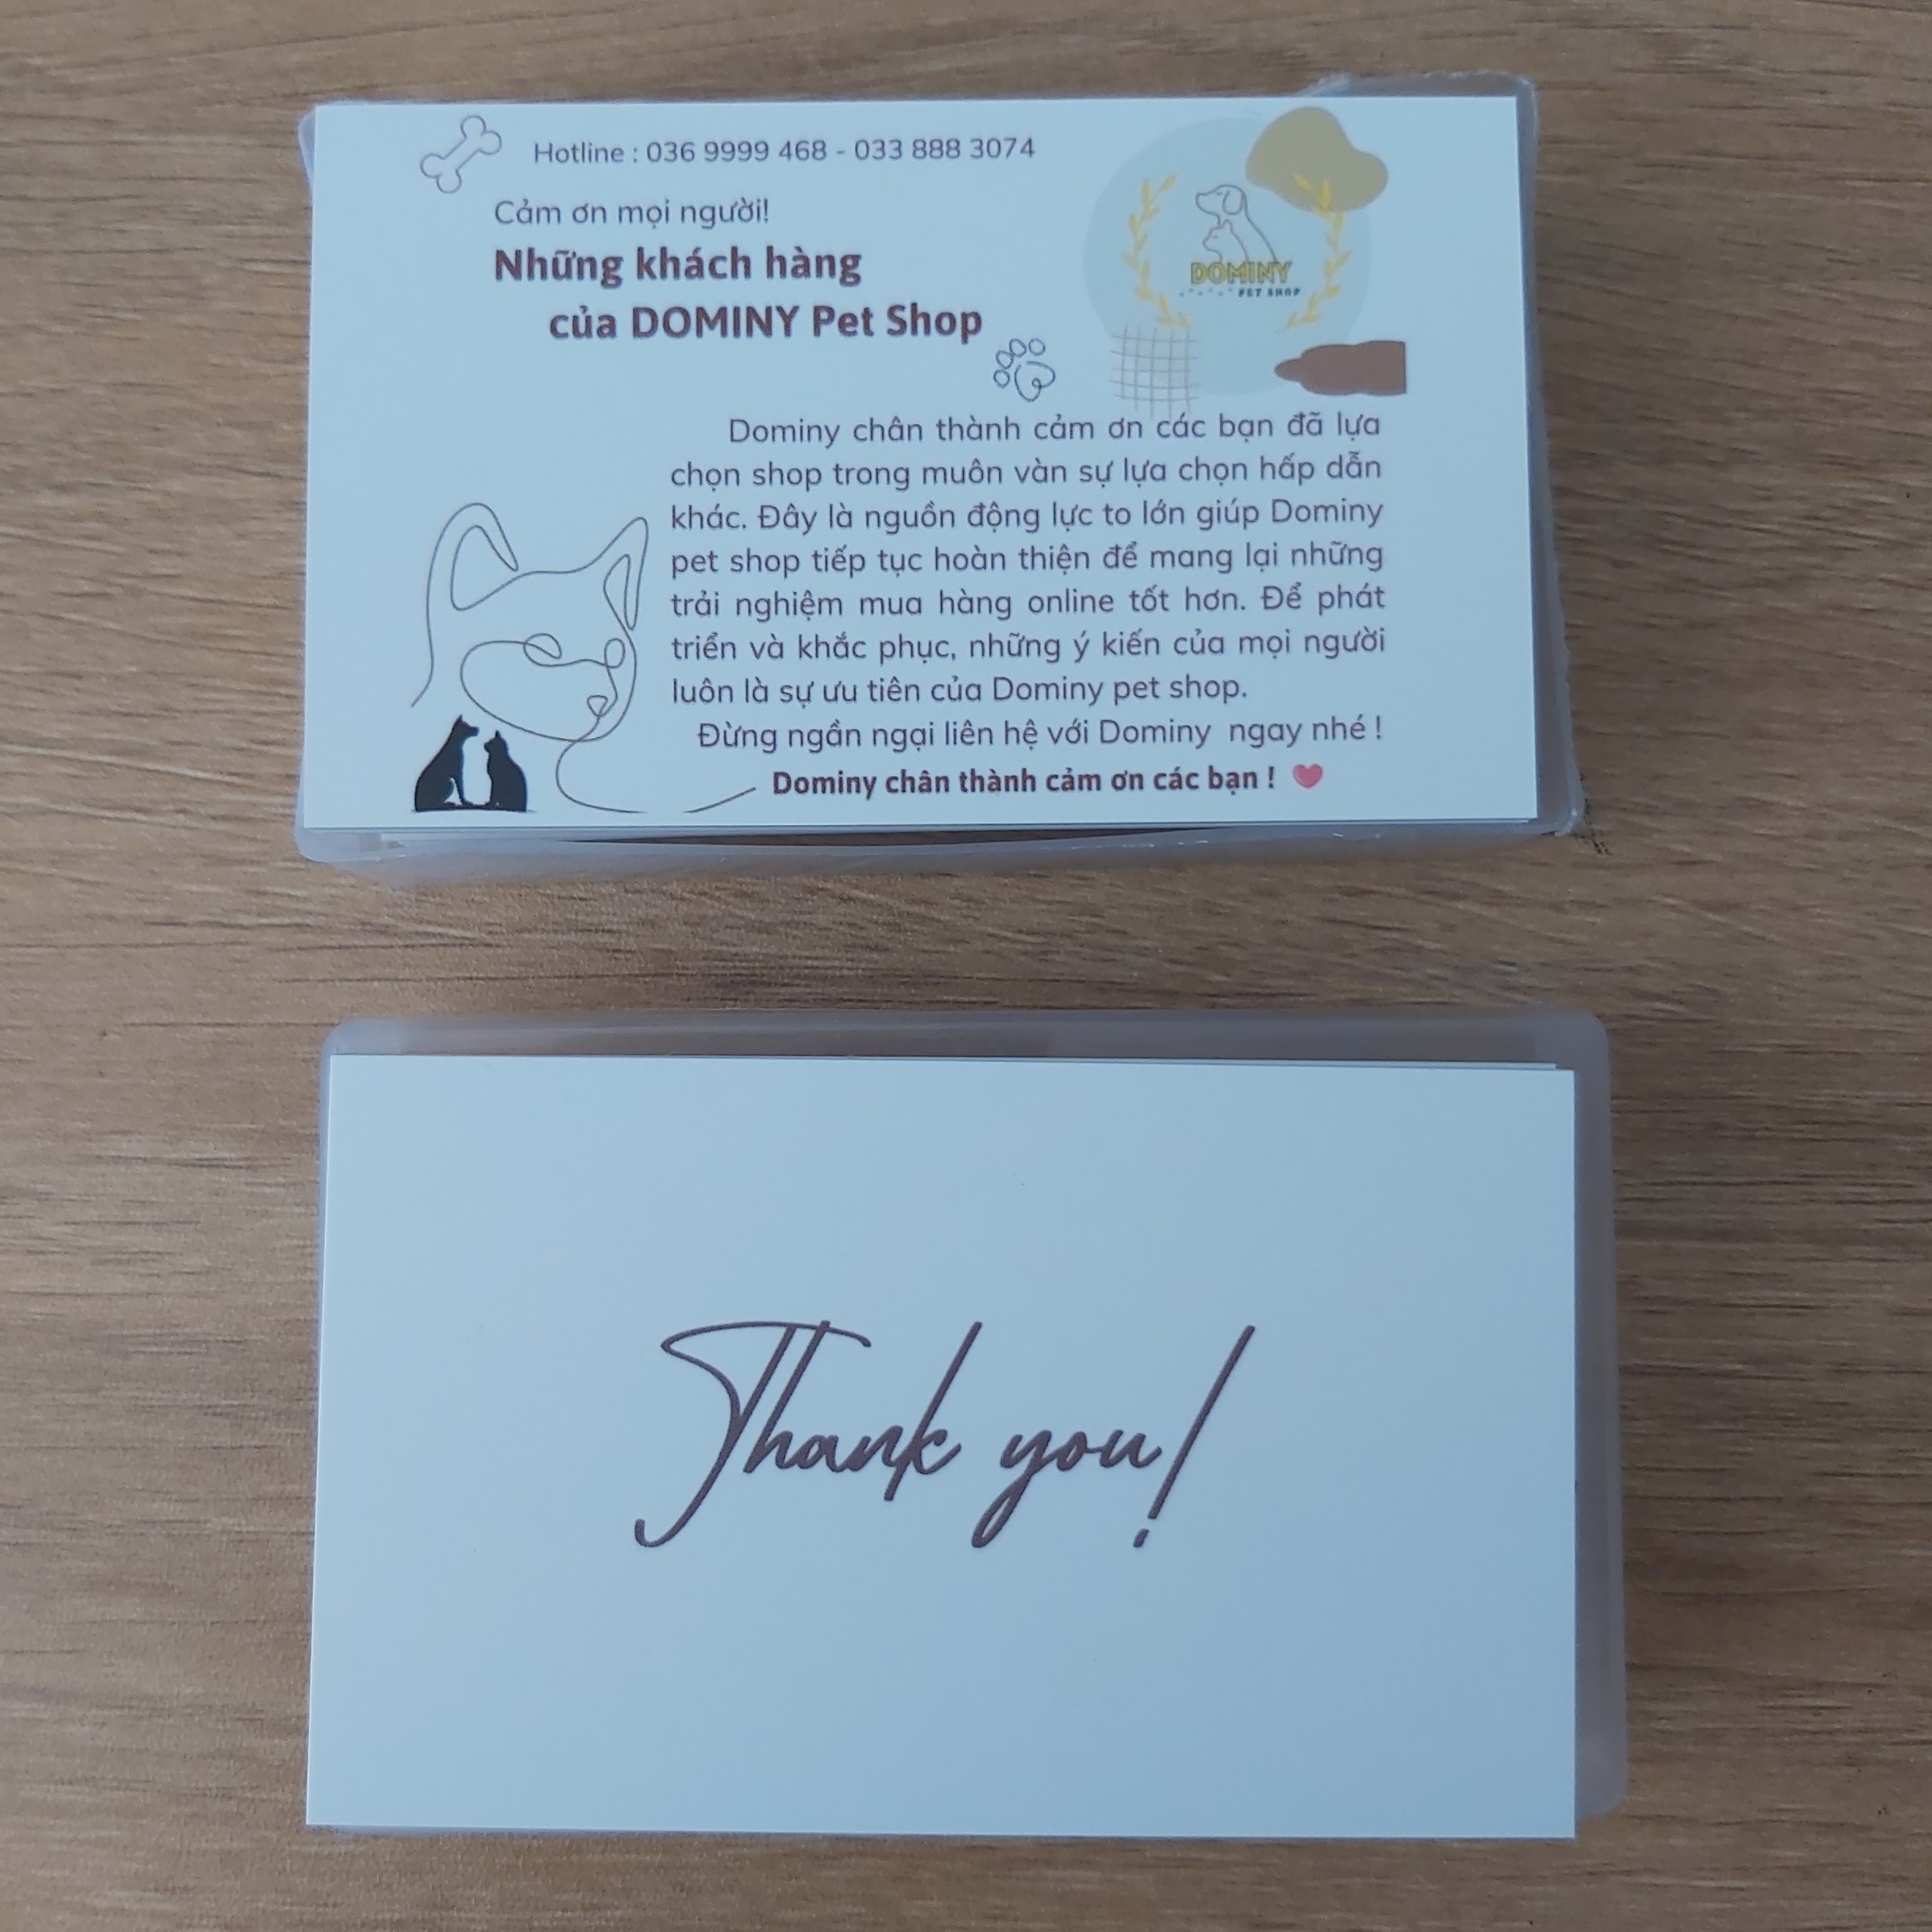 Hotline : 036 9999 468 - 033 888 3074
Cảm ơn mọi người!
Những khách hàng
của DOMINY Pet Shop
DOMINY
PET SHOP
Dominy chân thành cảm ơn các bạn đã lựa
chọn shop trong muôn vàn sự lựa chọn hấp dẫn
khác. Đây là nguồn động lực to lớn giúp Dominy
pet shop tiếp tục hoàn thiện để mang lại những
trải nghiệm mua hàng online tốt hơn. Để phát
triển và khắc phục, những ý kiến của mọi người
luôn là sự ưu tiên của Dominy pet shop.
Đừng ngần ngại liên hệ với Dominy ngay nhé !
Dominy chân thành cảm ơn các bạn ! ❤
Thank you!